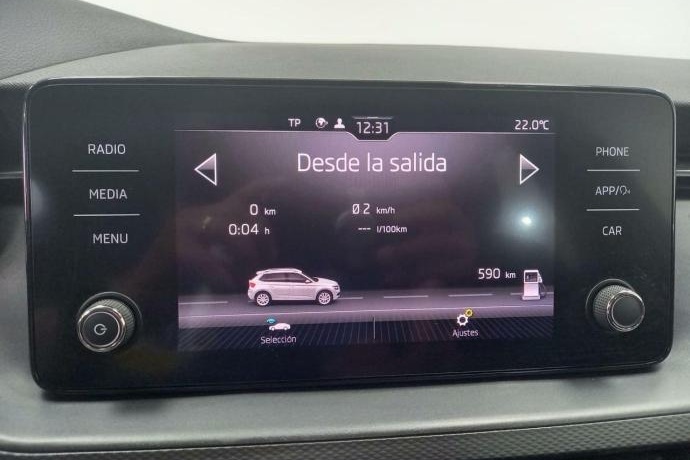 TP 12:31 22.0°C
RADIO
MEDIA
MENU
Desde la salida
0 km Ø 2 km/h
0:04 h --- l/100km
590 km
Selección Ajustes
PHONE
APP/
CAR